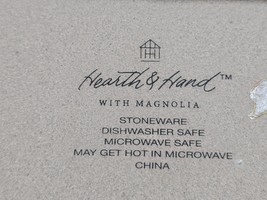 Hearth & Hand™
WITH MAGNOLIA
STONEWARE
DISHWASHER SAFE
MICROWAVE SAFE
MAY GET HOT IN MICROWAVE
CHINA